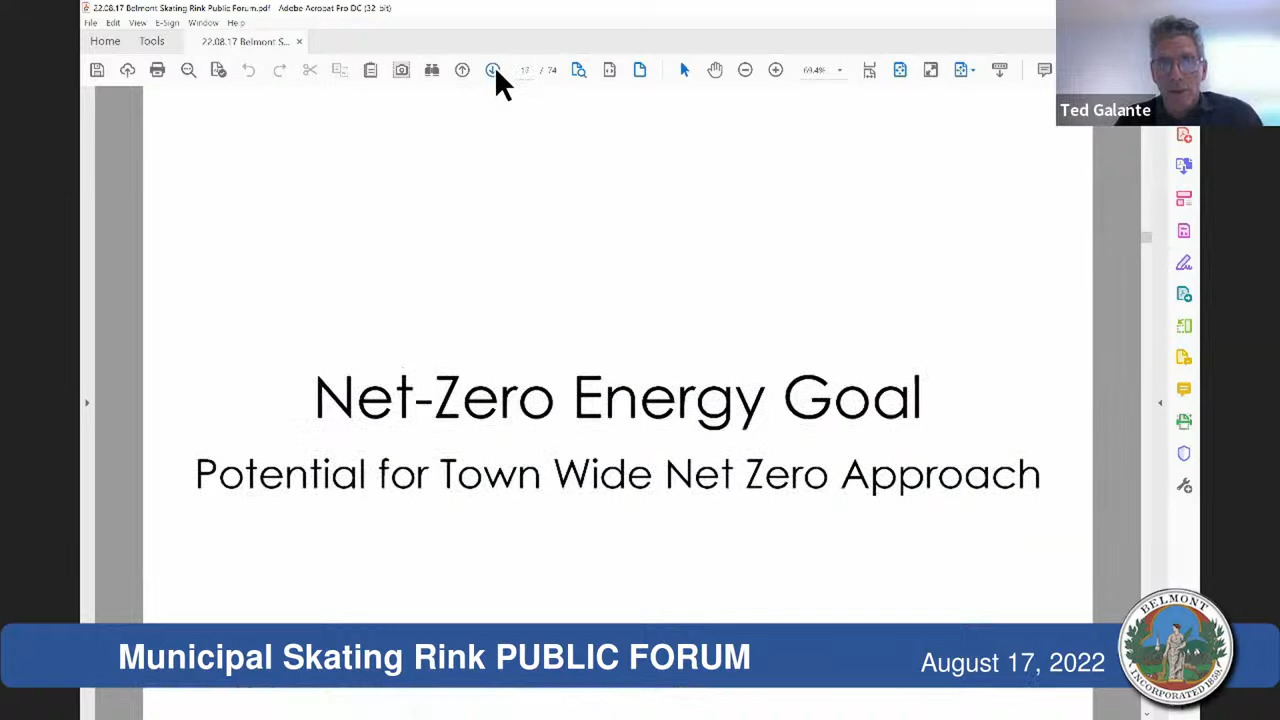 22.08.17 Belmont Skating Rink Public Forum.pdf - Adobe Acrobat Pro DC (32-bit)
File Edit View E-Sign Window Help
Home Tools 22.08.17 Belmont S... ×
/ 74 69.4%
Ted Galante
Net-Zero Energy Goal
Potential for Town Wide Net Zero Approach
Municipal Skating Rink PUBLIC FORUM
August 17, 2022
BELMONT
INCORPORATED 1859